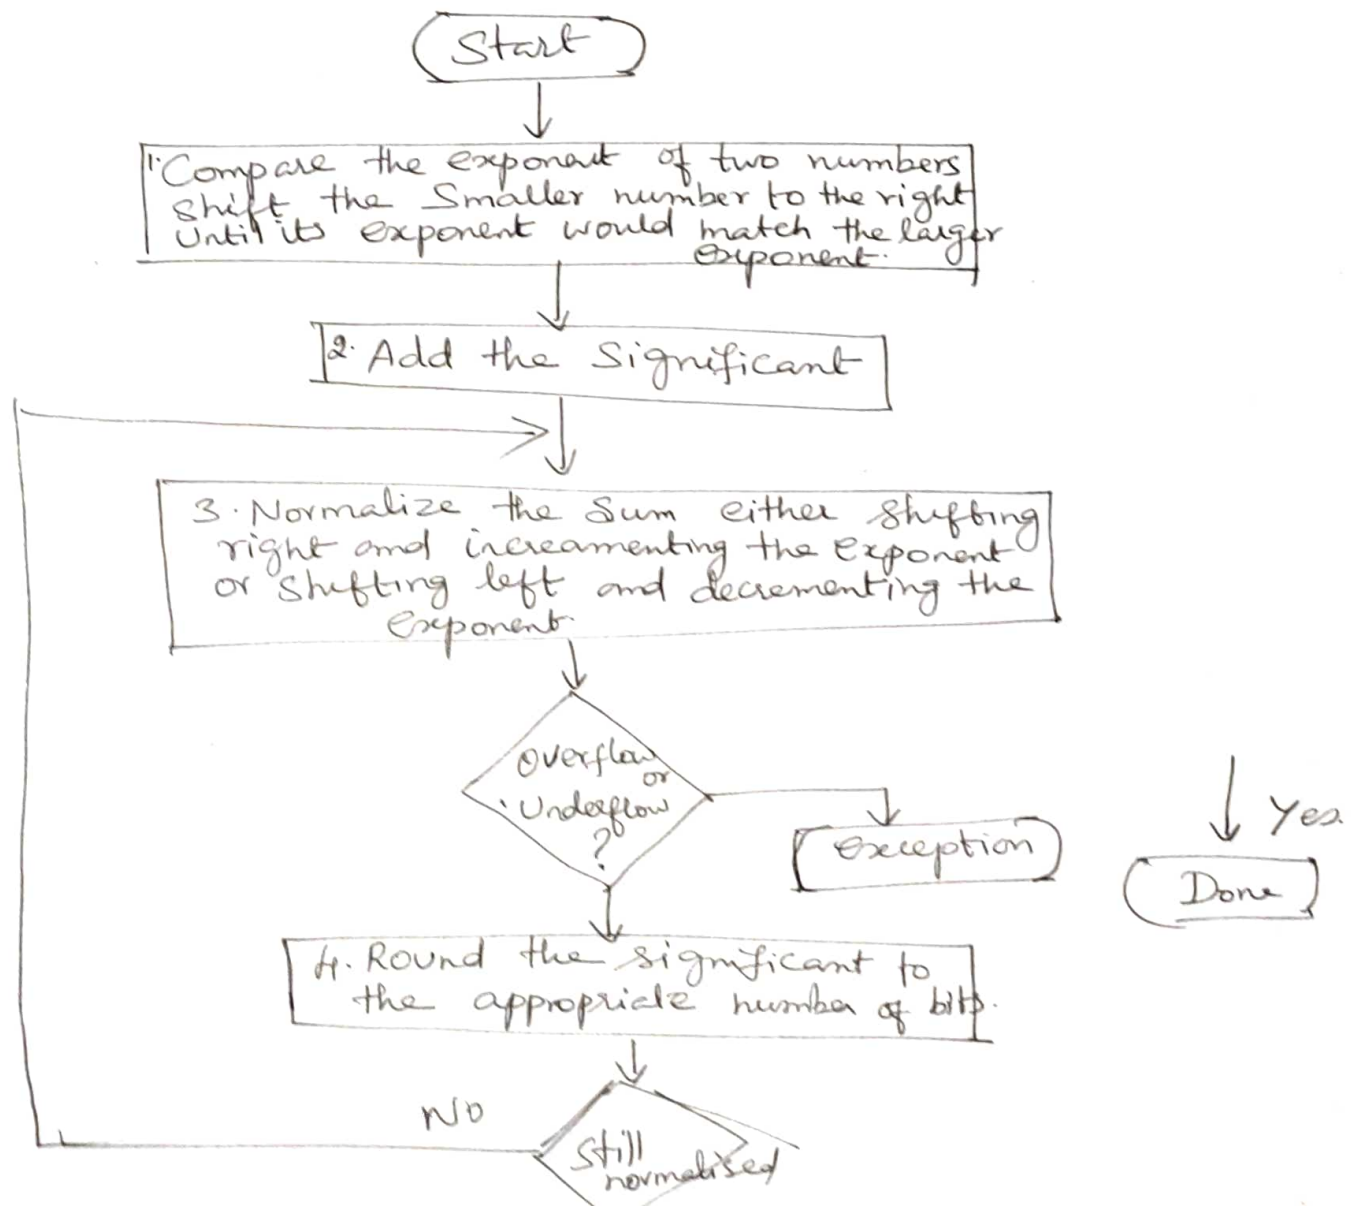 Start
1. Compare the exponent of two numbers
shift the Smaller number to the right
Until its exponent would match the larger
exponent.
2. Add the Significant
3. Normalize the Sum either Shifting
right and increamenting the exponent
or Shifting left and decrementing the
exponent.
Overflow
or
Underflow
?
Exception
Yes
Done
4. Round the significant to
the appropriate number of bits.
NO
Still
normalised